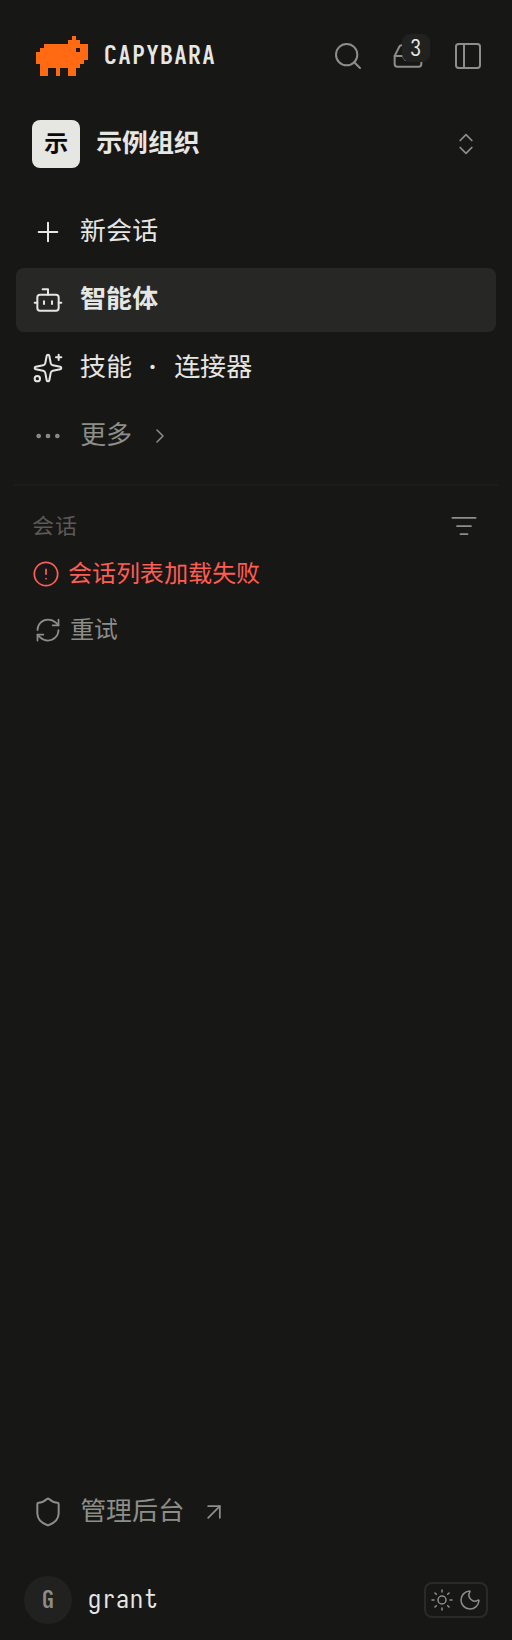 CAPYBARA
3
示 示例组织
新会话
智能体
技能 · 连接器
更多
会话
会话列表加载失败
重试
管理后台
G grant